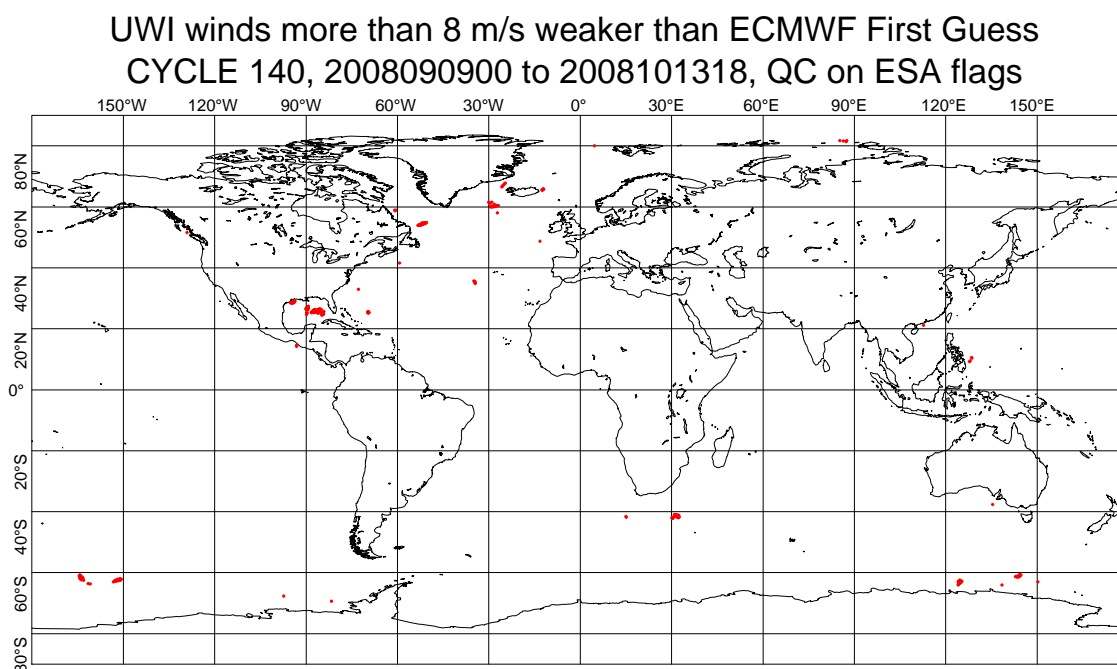 UWI winds more than 8 m/s weaker than ECMWF First Guess
CYCLE 140, 2008090900 to 2008101318, QC on ESA flags
150°W 120°W 90°W 60°W 30°W 0° 30°E 60°E 90°E 120°E 150°E
80°N
60°N
40°N
20°N
0°
20°S
40°S
60°S
80°S